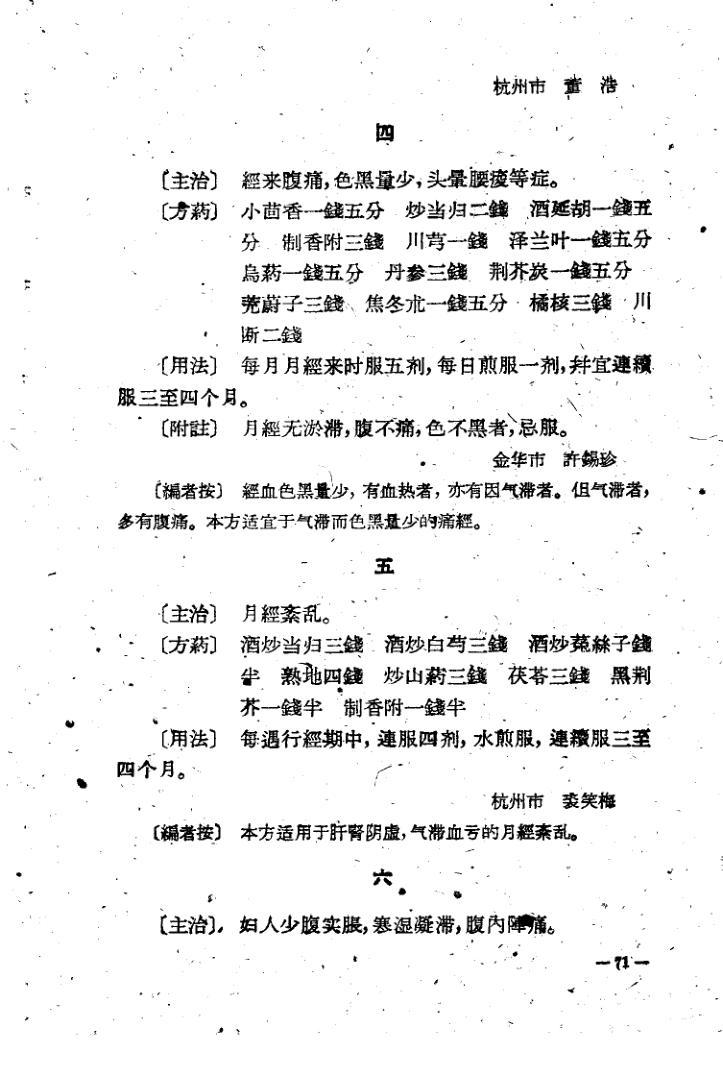 杭州市　董　浩
四
〔主治〕　經来腹痛，色黑量少，头暈腰痠等症。
〔方葯〕　小茴香一錢五分　炒当归二錢　酒延胡一錢五
分　制香附三錢　川芎一錢　泽兰叶一錢五分
烏葯一錢五分　丹参三錢　荆芥炭一錢五分
茺蔚子三錢　焦冬朮一錢五分　橘核三錢　川
断二錢
〔用法〕　每月月經来时服五剂，每日煎服一剂，幷宜連續
服三至四个月。
〔附註〕　月經无淤滞，腹不痛，色不黑者，忌服。
金华市　許錫珍
〔編者按〕　經血色黑量少，有血热者，亦有因气滞者。但气滞者，
多有腹痛。本方适宜于气滞而色黑量少的痛經。
五
〔主治〕　月經紊乱。
〔方葯〕　酒炒当归三錢　酒炒白芍三錢　酒炒菟絲子錢
半　熟地四錢　炒山葯三錢　茯苓三錢　黑荆
芥一錢半　制香附一錢半
〔用法〕　每遇行經期中，連服四剂，水煎服，連續服三至
四个月。
杭州市　裘笑梅
〔編者按〕　本方适用于肝腎阴虛，气滞血亏的月經紊乱。
六
〔主治〕　妇人少腹实脹，寒湿凝滞，腹内陣痛。
—71—